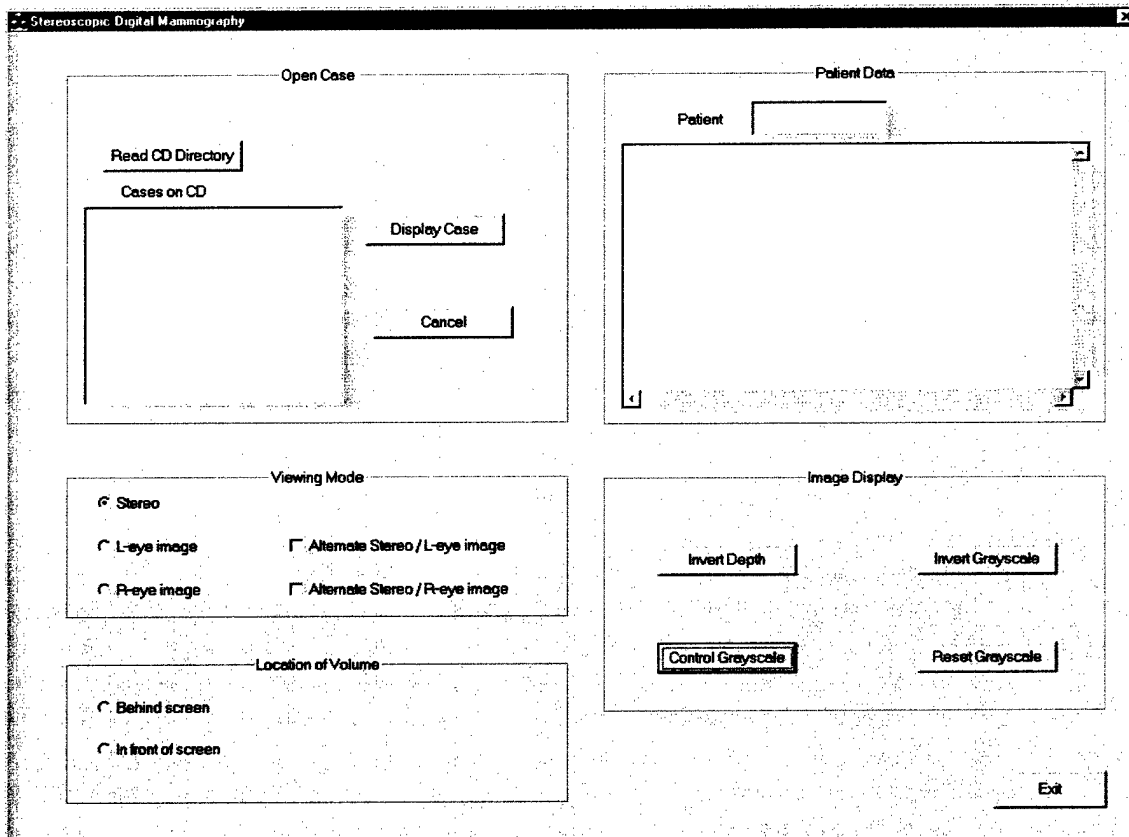 Stereoscopic Digital Mammography
Open Case
Read CD Directory
Cases on CD
Display Case
Cancel
Patient Data
Patient
Viewing Mode
Stereo
L-eye image
Alternate Stereo / L-eye image
R-eye image
Alternate Stereo / R-eye image
Image Display
Invert Depth
Invert Grayscale
Control Grayscale
Reset Grayscale
Location of Volume
Behind screen
In front of screen
Exit